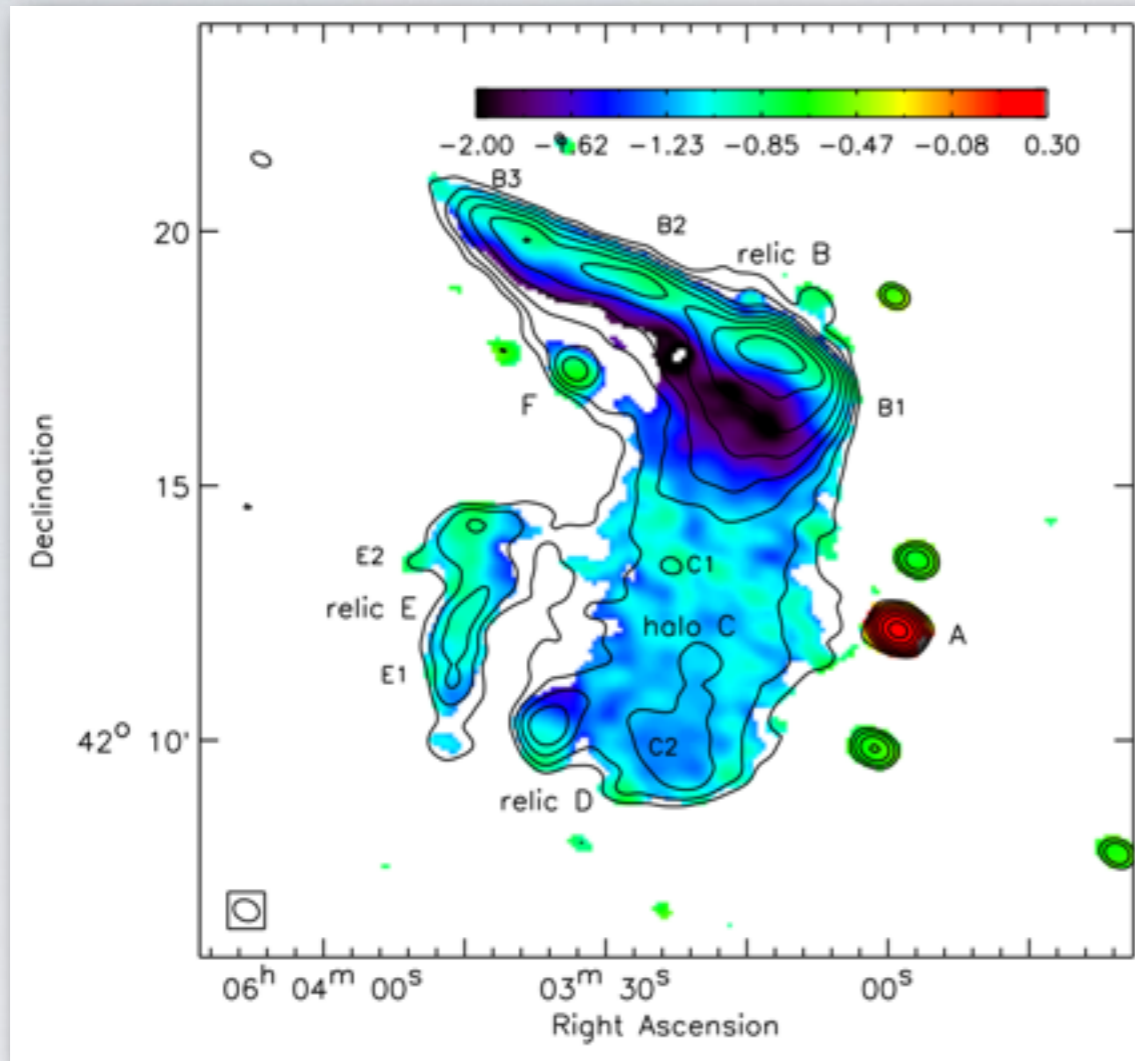 -2.00 -1.62 -1.23 -0.85 -0.47 -0.08 0.30
B3
B2
relic B
20
B1
F
Declination
15
E2
C1
relic E
halo C
A
E1
42° 10'
C2
relic D
06h 04m 00s 03m 30s 00s
Right Ascension